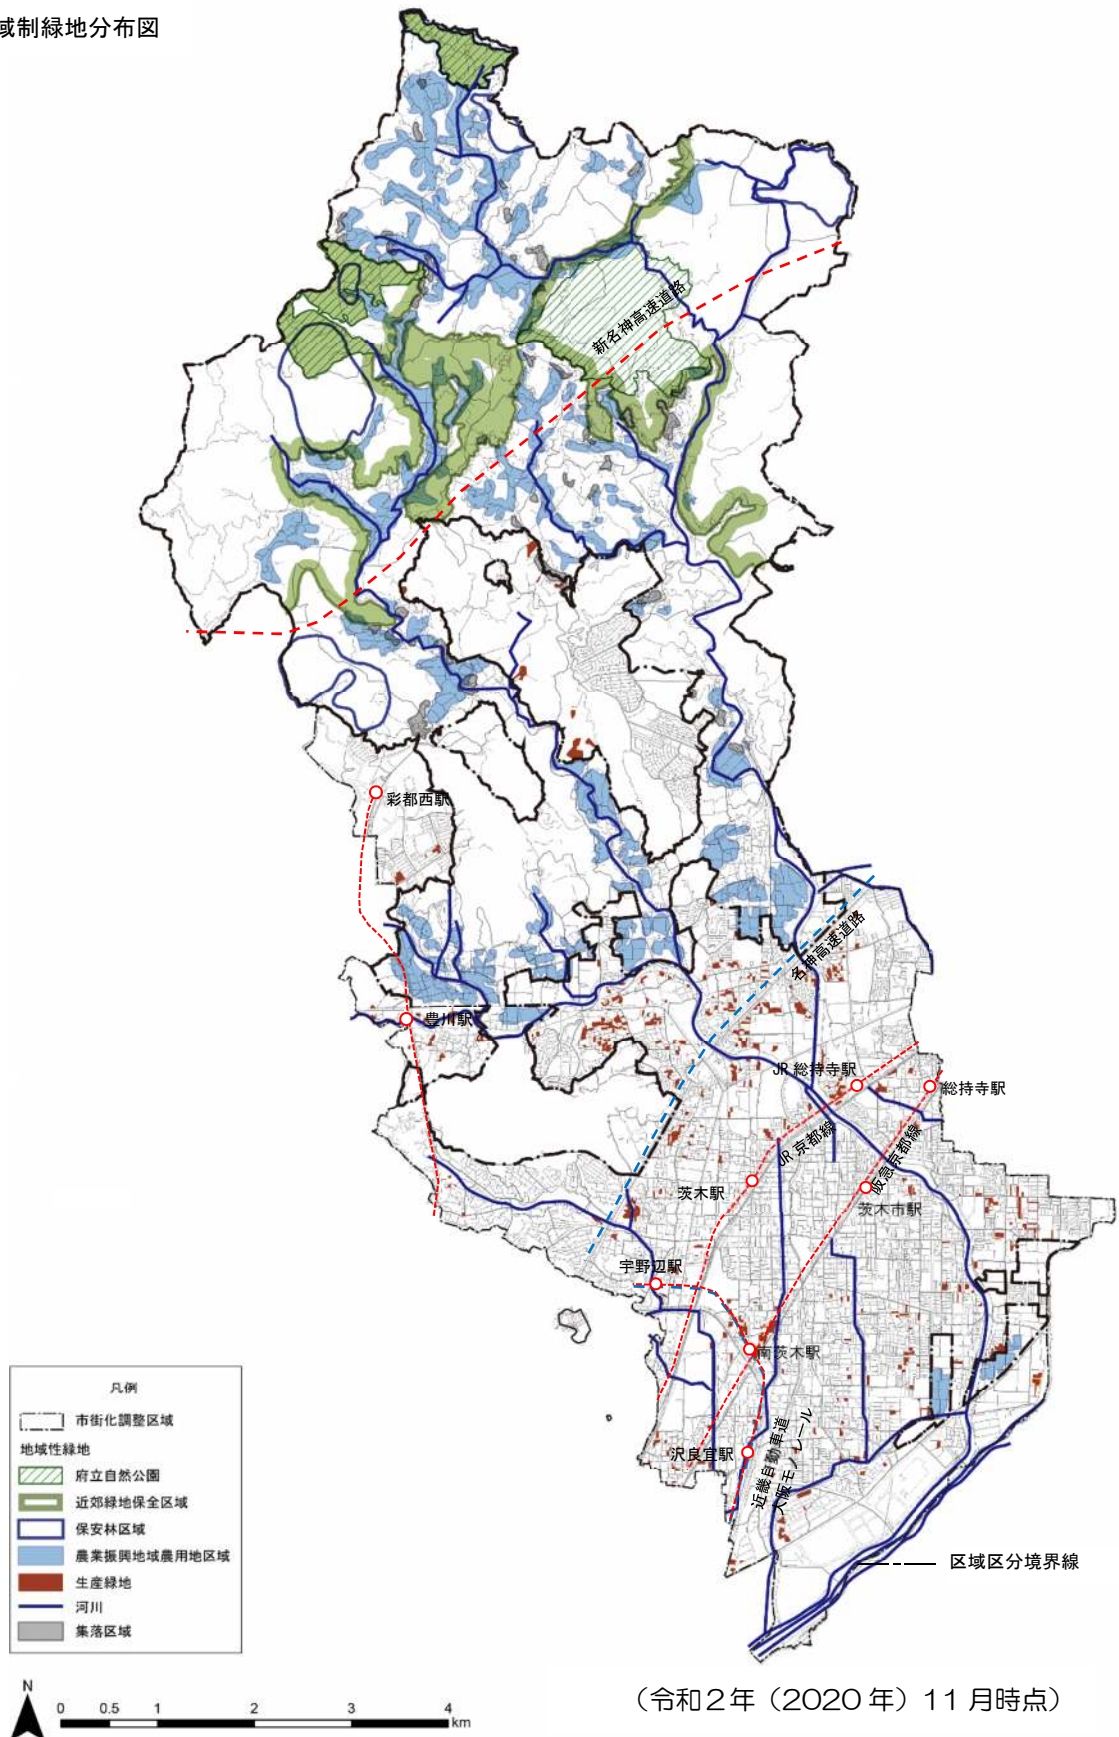 域制緑地分布図
新名神高速道路
彩都西駅
名神高速道路
豊川駅
JR 総持寺駅
総持寺駅
JR 京都線
阪急京都線
茨木駅
茨木市駅
宇野辺駅
南茨木駅
沢良宜駅
近畿自動車道
大阪モノレール
区域区分境界線
凡例
市街化調整区域
地域性緑地
府立自然公園
近郊緑地保全区域
保安林区域
農業振興地域農用地区域
生産緑地
河川
集落区域
N
0 0.5 1 2 3 4
km
（令和２年（2020 年）11 月時点）